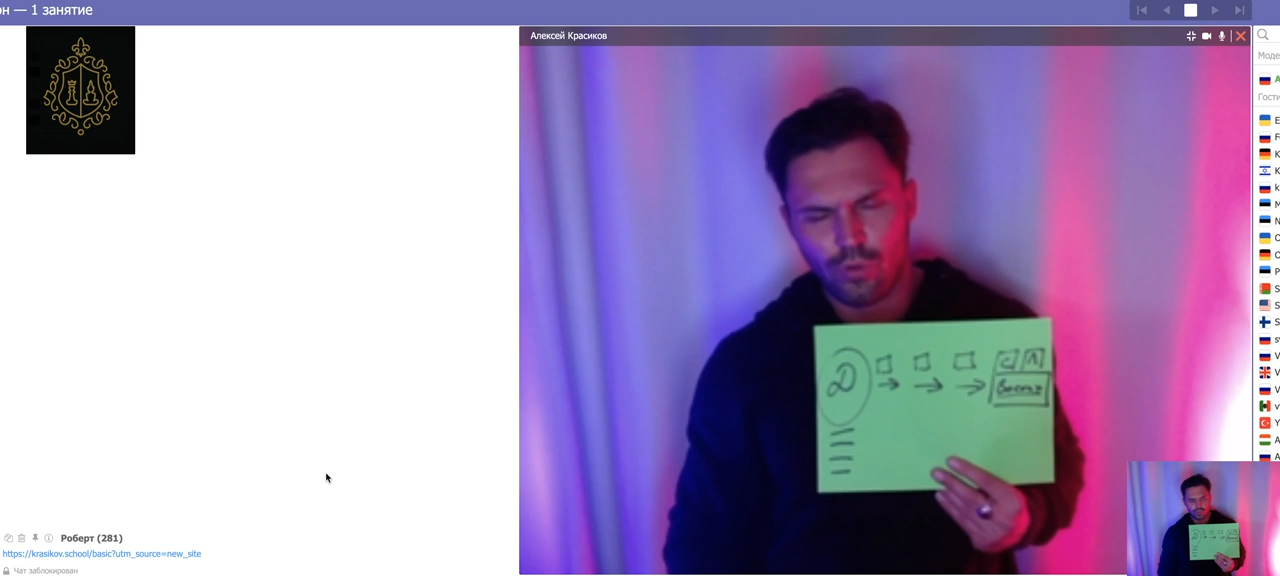 он — 1 занятие
Алексей Красиков
Моде
Гости
Роберт (281)
https://krasikov.school/basic?utm_source=new_site
Чат заблокирован